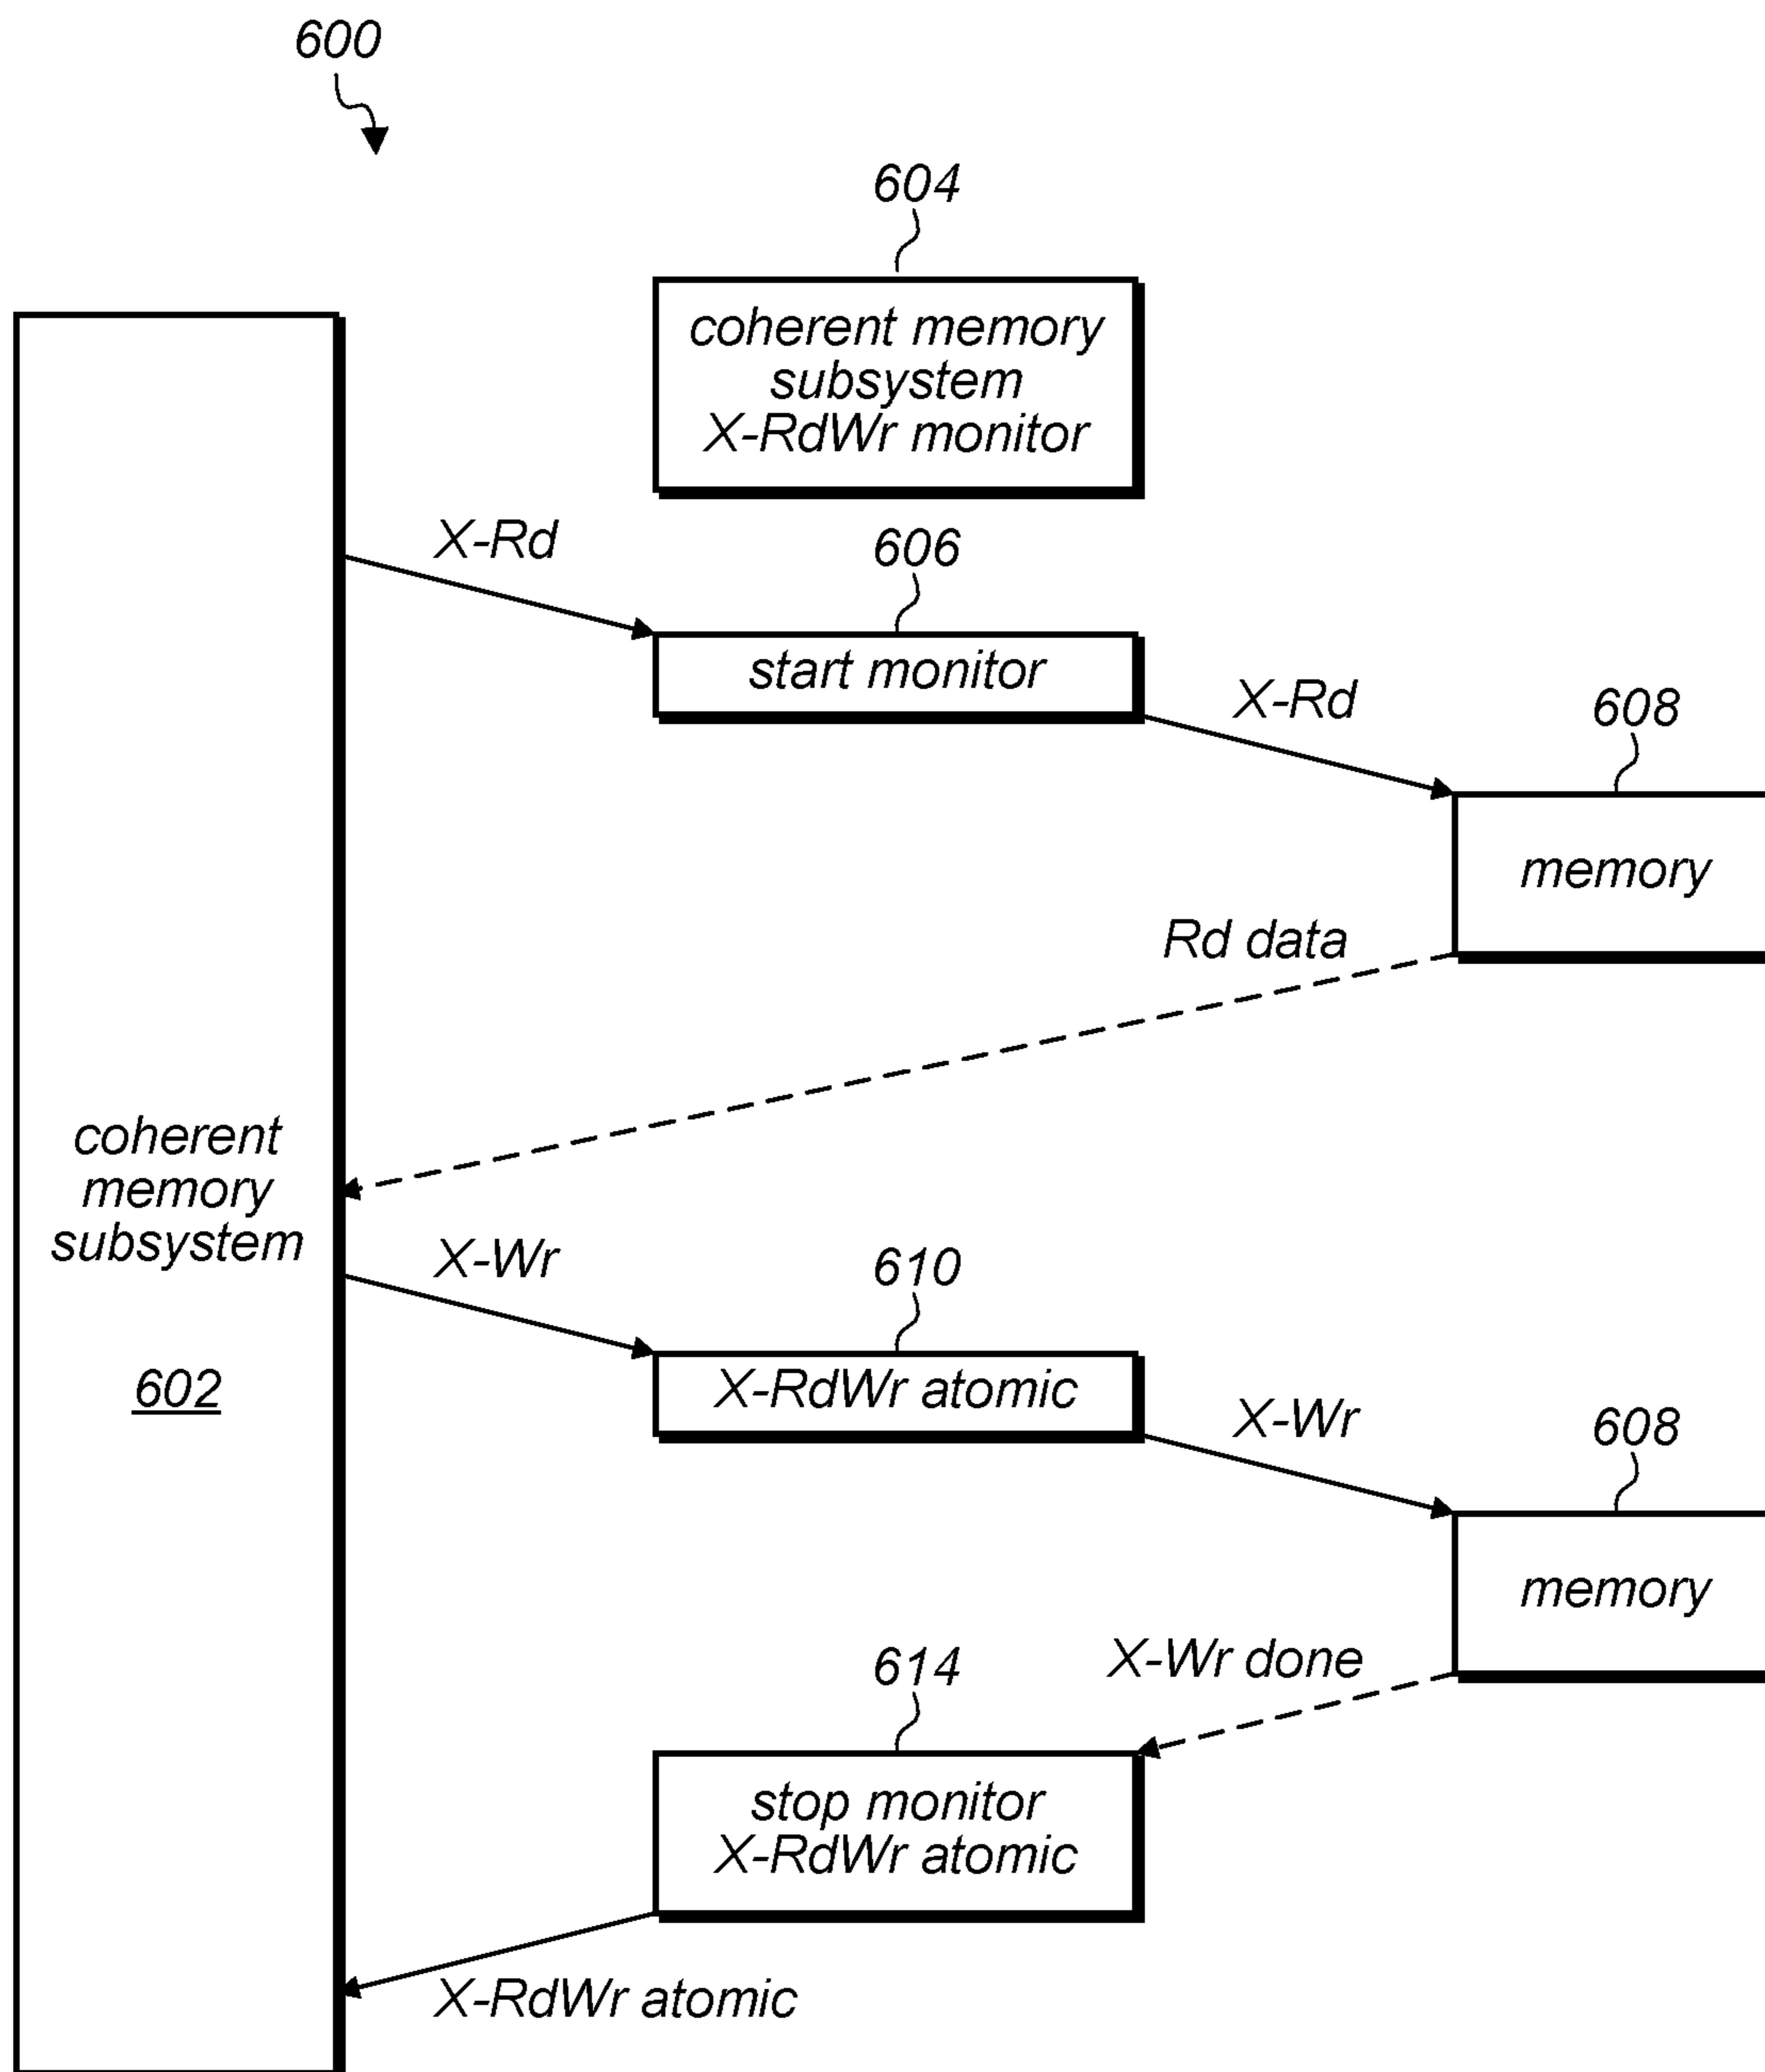 600
604
coherent memory
subsystem
X-RdWr monitor
X-Rd
606
start monitor
X-Rd
608
memory
Rd data
coherent
memory
subsystem
602
X-Wr
610
X-RdWr atomic
X-Wr
608
memory
X-Wr done
614
stop monitor
X-RdWr atomic
X-RdWr atomic